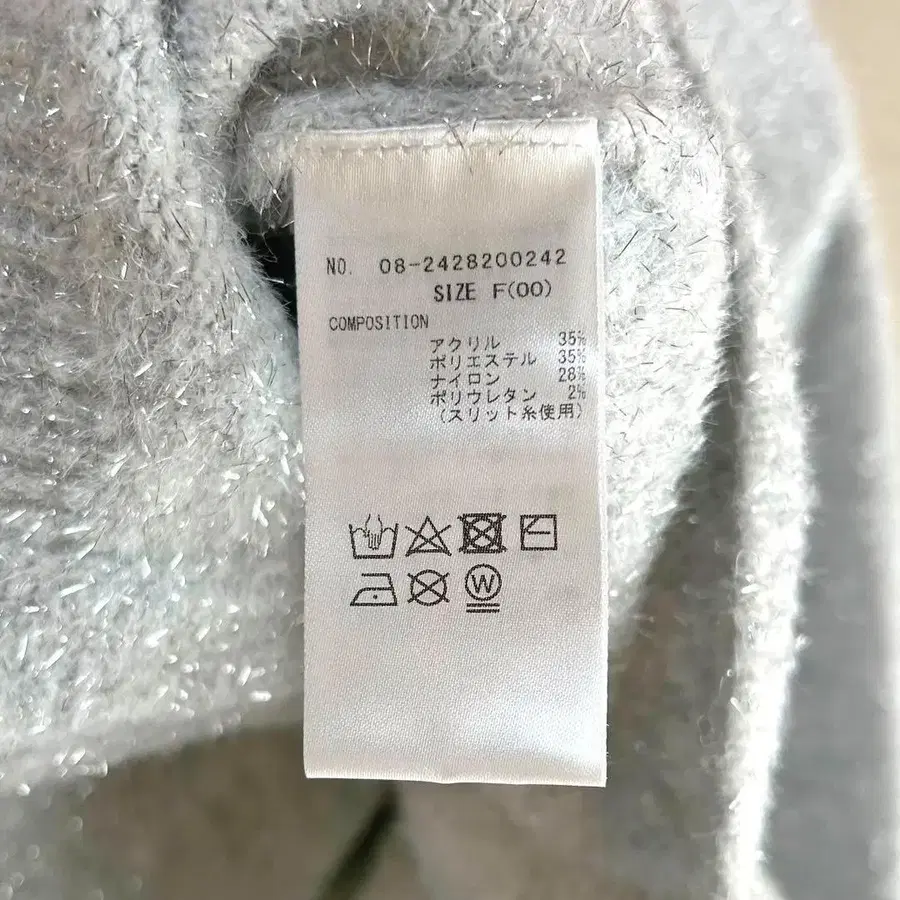 NO. 08-2428200242
SIZE F(00)
COMPOSITION
アクリル 35%
ポリエステル 35%
ナイロン 28%
ポリウレタン 2%
(スリット糸使用)
W